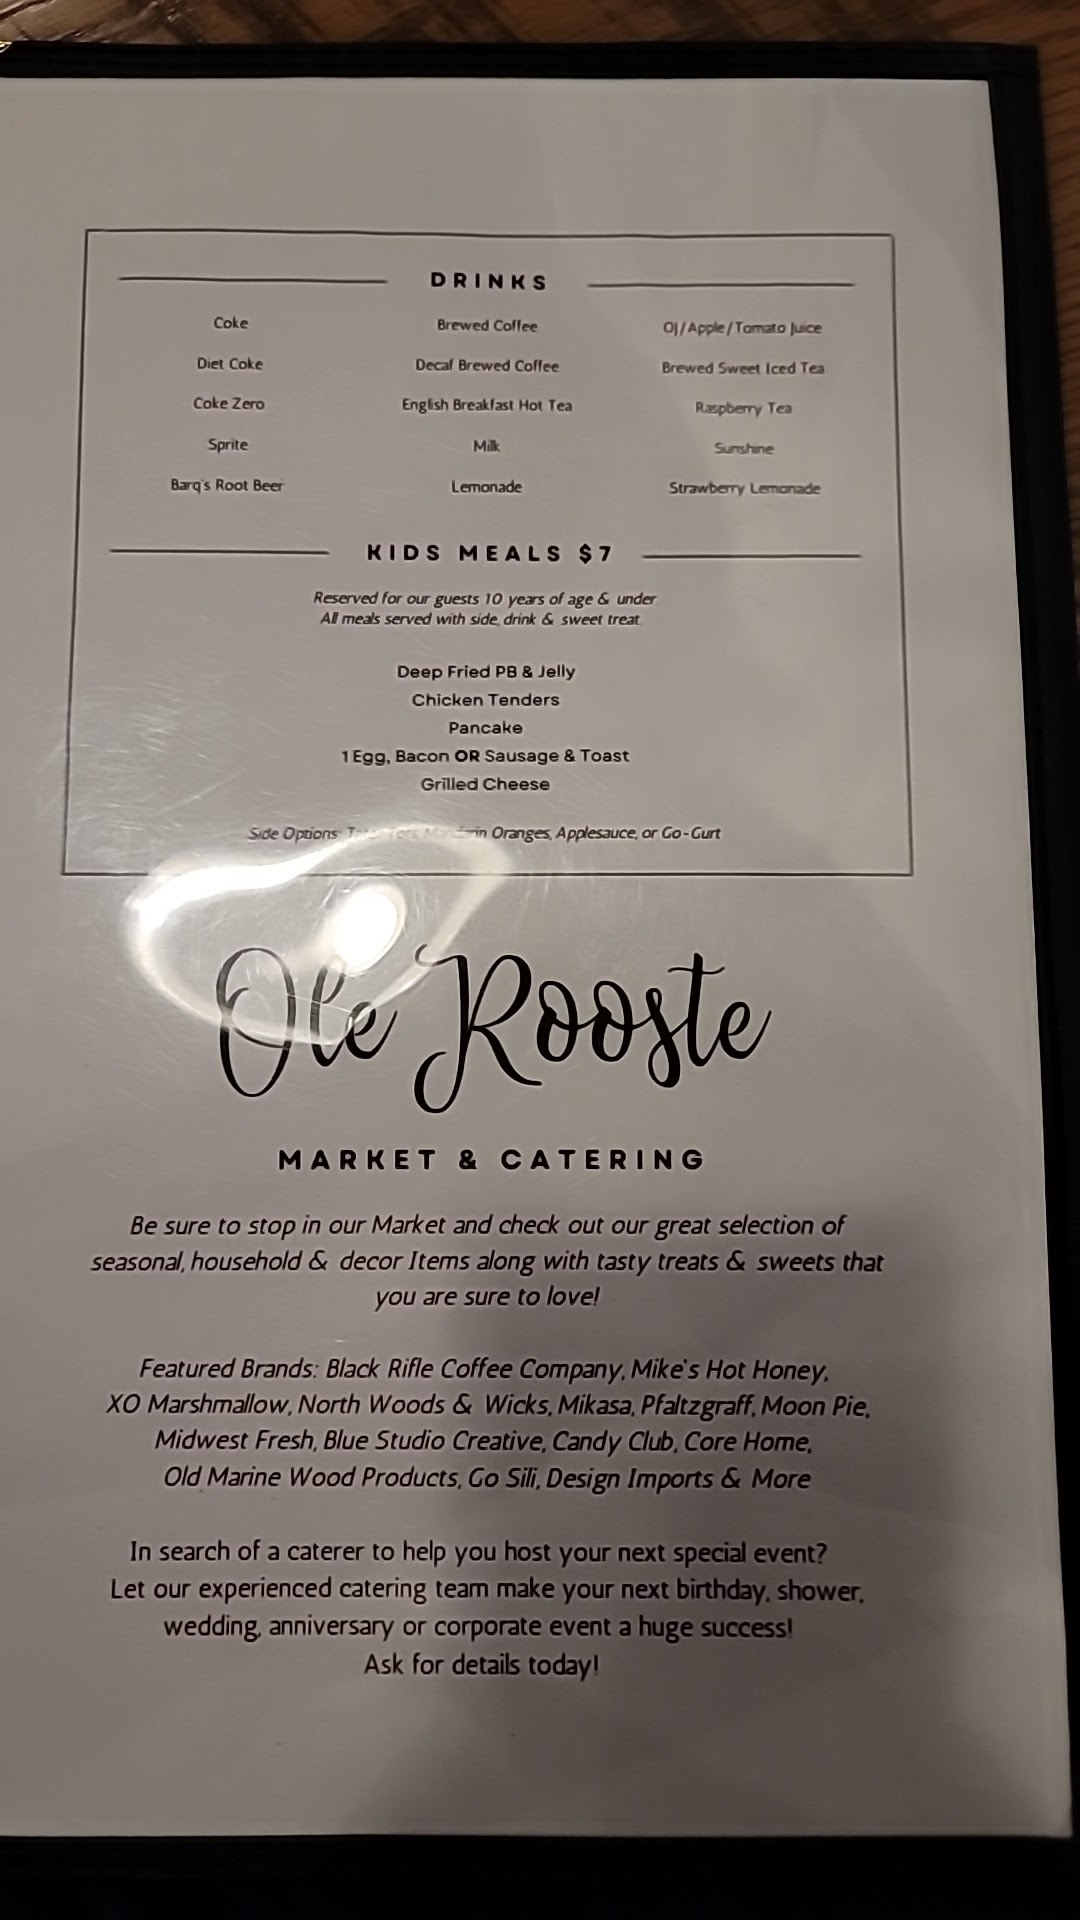 DRINKS
Coke
Brewed Coffee
OJ/Apple/Tomato Juice
Diet Coke
Decaf Brewed Coffee
Brewed Sweet Iced Tea
Coke Zero
English Breakfast Hot Tea
Raspberry Tea
Sprite
Milk
Sunshine
Barq's Root Beer
Lemonade
Strawberry Lemonade
KIDS MEALS $7
Reserved for our guests 10 years of age & under.
All meals served with side, drink & sweet treat.
Deep Fried PB & Jelly
Chicken Tenders
Pancake
1 Egg, Bacon OR Sausage & Toast
Grilled Cheese
Side Options: Tater Tots, Mandarin Oranges, Applesauce, or Go-Gurt
Ole Rooste
MARKET & CATERING
Be sure to stop in our Market and check out our great selection of
seasonal, household & decor Items along with tasty treats & sweets that
you are sure to love!
Featured Brands: Black Rifle Coffee Company, Mike's Hot Honey,
XO Marshmallow, North Woods & Wicks, Mikasa, Pfaltzgraff, Moon Pie,
Midwest Fresh, Blue Studio Creative, Candy Club, Core Home,
Old Marine Wood Products, Go Sili, Design Imports & More
In search of a caterer to help you host your next special event?
Let our experienced catering team make your next birthday, shower,
wedding, anniversary or corporate event a huge success!
Ask for details today!